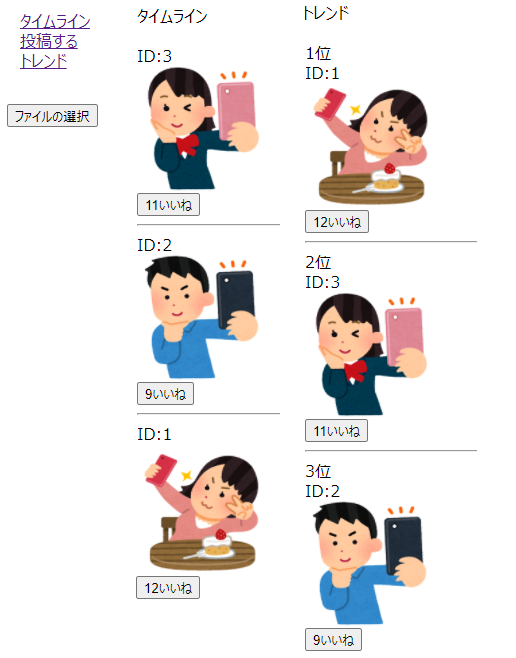 タイムライン
投稿する
トレンド
ファイルの選択
タイムライン
ID:3
11いいね
ID:2
9いいね
ID:1
12いいね
トレンド
1位
ID:1
12いいね
2位
ID:3
11いいね
3位
ID:2
9いいね